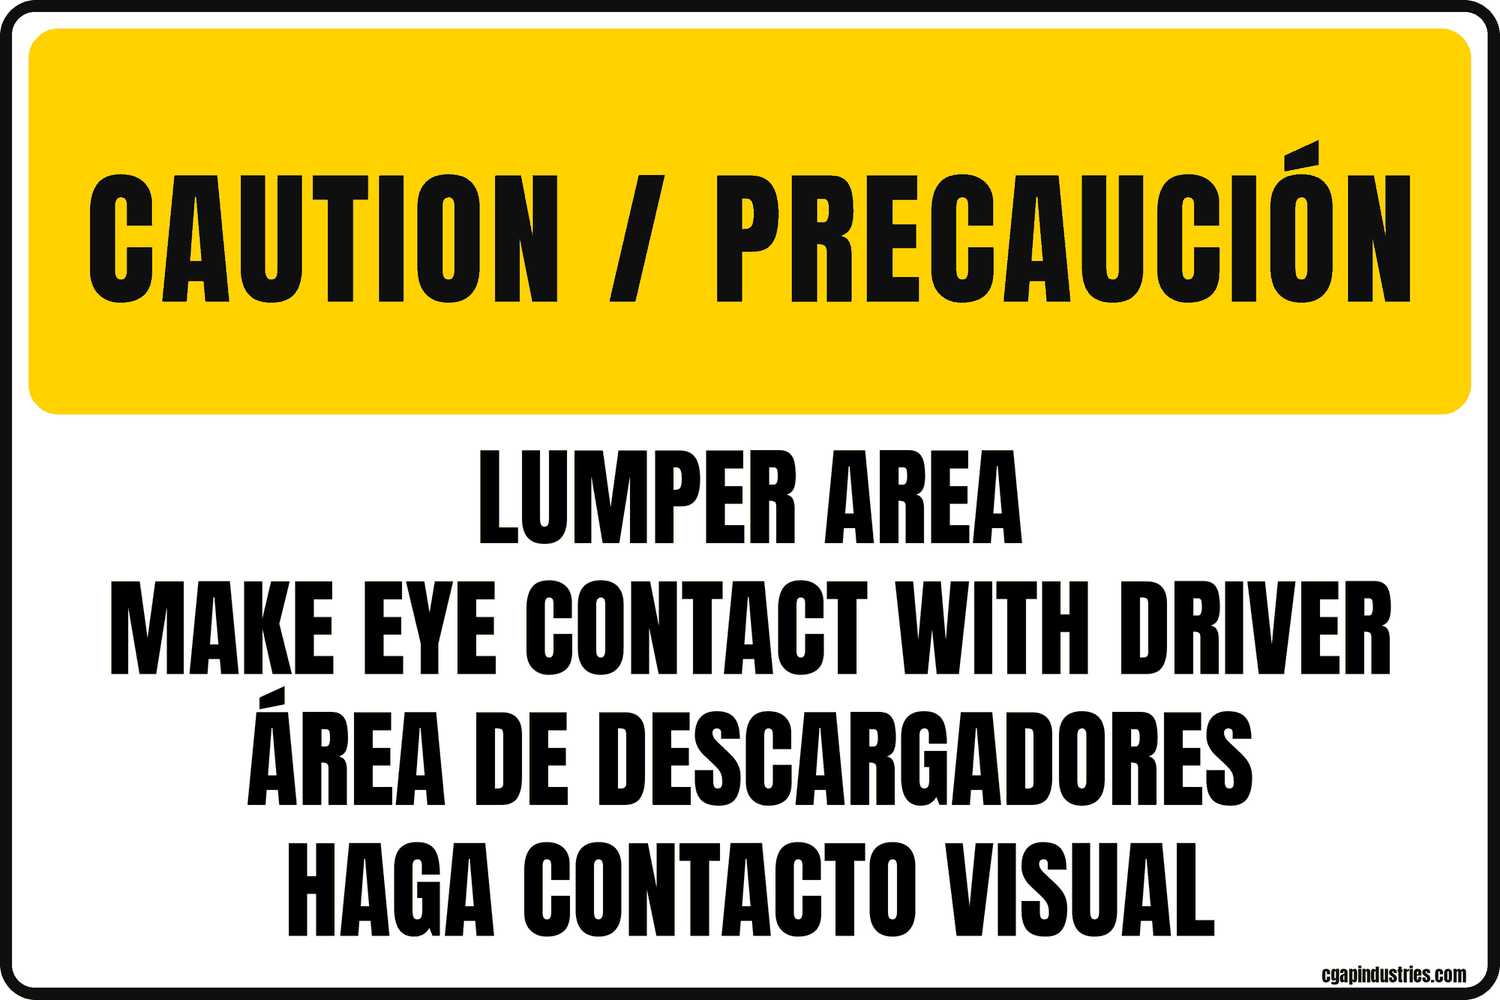 CAUTION / PRECAUCIÓN
LUMPER AREA
MAKE EYE CONTACT WITH DRIVER
ÁREA DE DESCARGADORES
HAGA CONTACTO VISUAL
cgapindustries.com